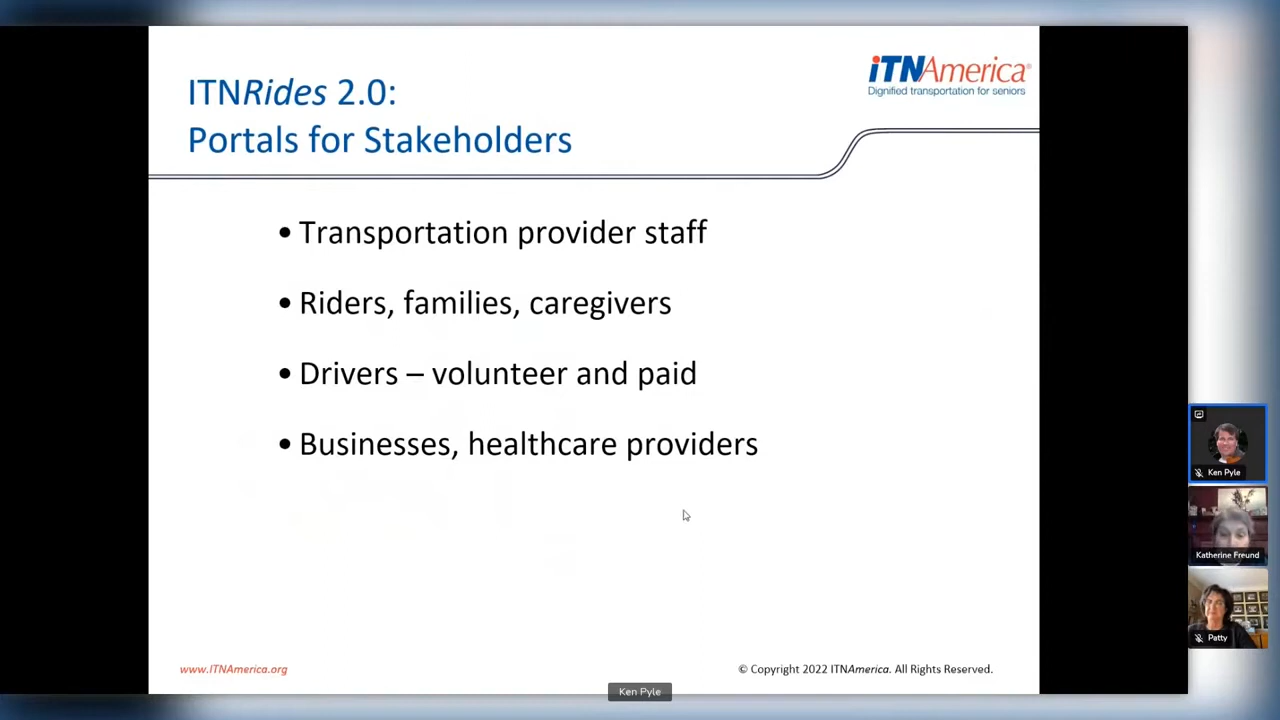 ITNRides 2.0:
Portals for Stakeholders
iTNAmerica®
Dignified transportation for seniors
• Transportation provider staff
• Riders, families, caregivers
• Drivers – volunteer and paid
• Businesses, healthcare providers
Ken Pyle
Katherine Freund
Patty
www.ITNAmerica.org
© Copyright 2022 ITNAmerica. All Rights Reserved.
Ken Pyle